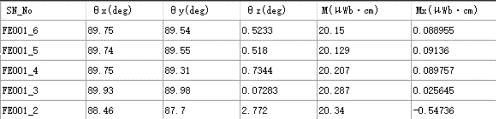 SN_No θx(deg) θy(deg) θz(deg) M(μWb·cm) Mx(μWb·cm)
FE001_6 89.75 89.54 0.5233 20.15 0.088955
FE001_5 89.74 89.55 0.518 20.129 0.09136
FE001_4 89.75 89.31 0.7344 20.207 0.089757
FE001_3 89.93 89.98 0.07283 20.287 0.025645
FE001_2 88.46 87.7 2.772 20.34 -0.54736